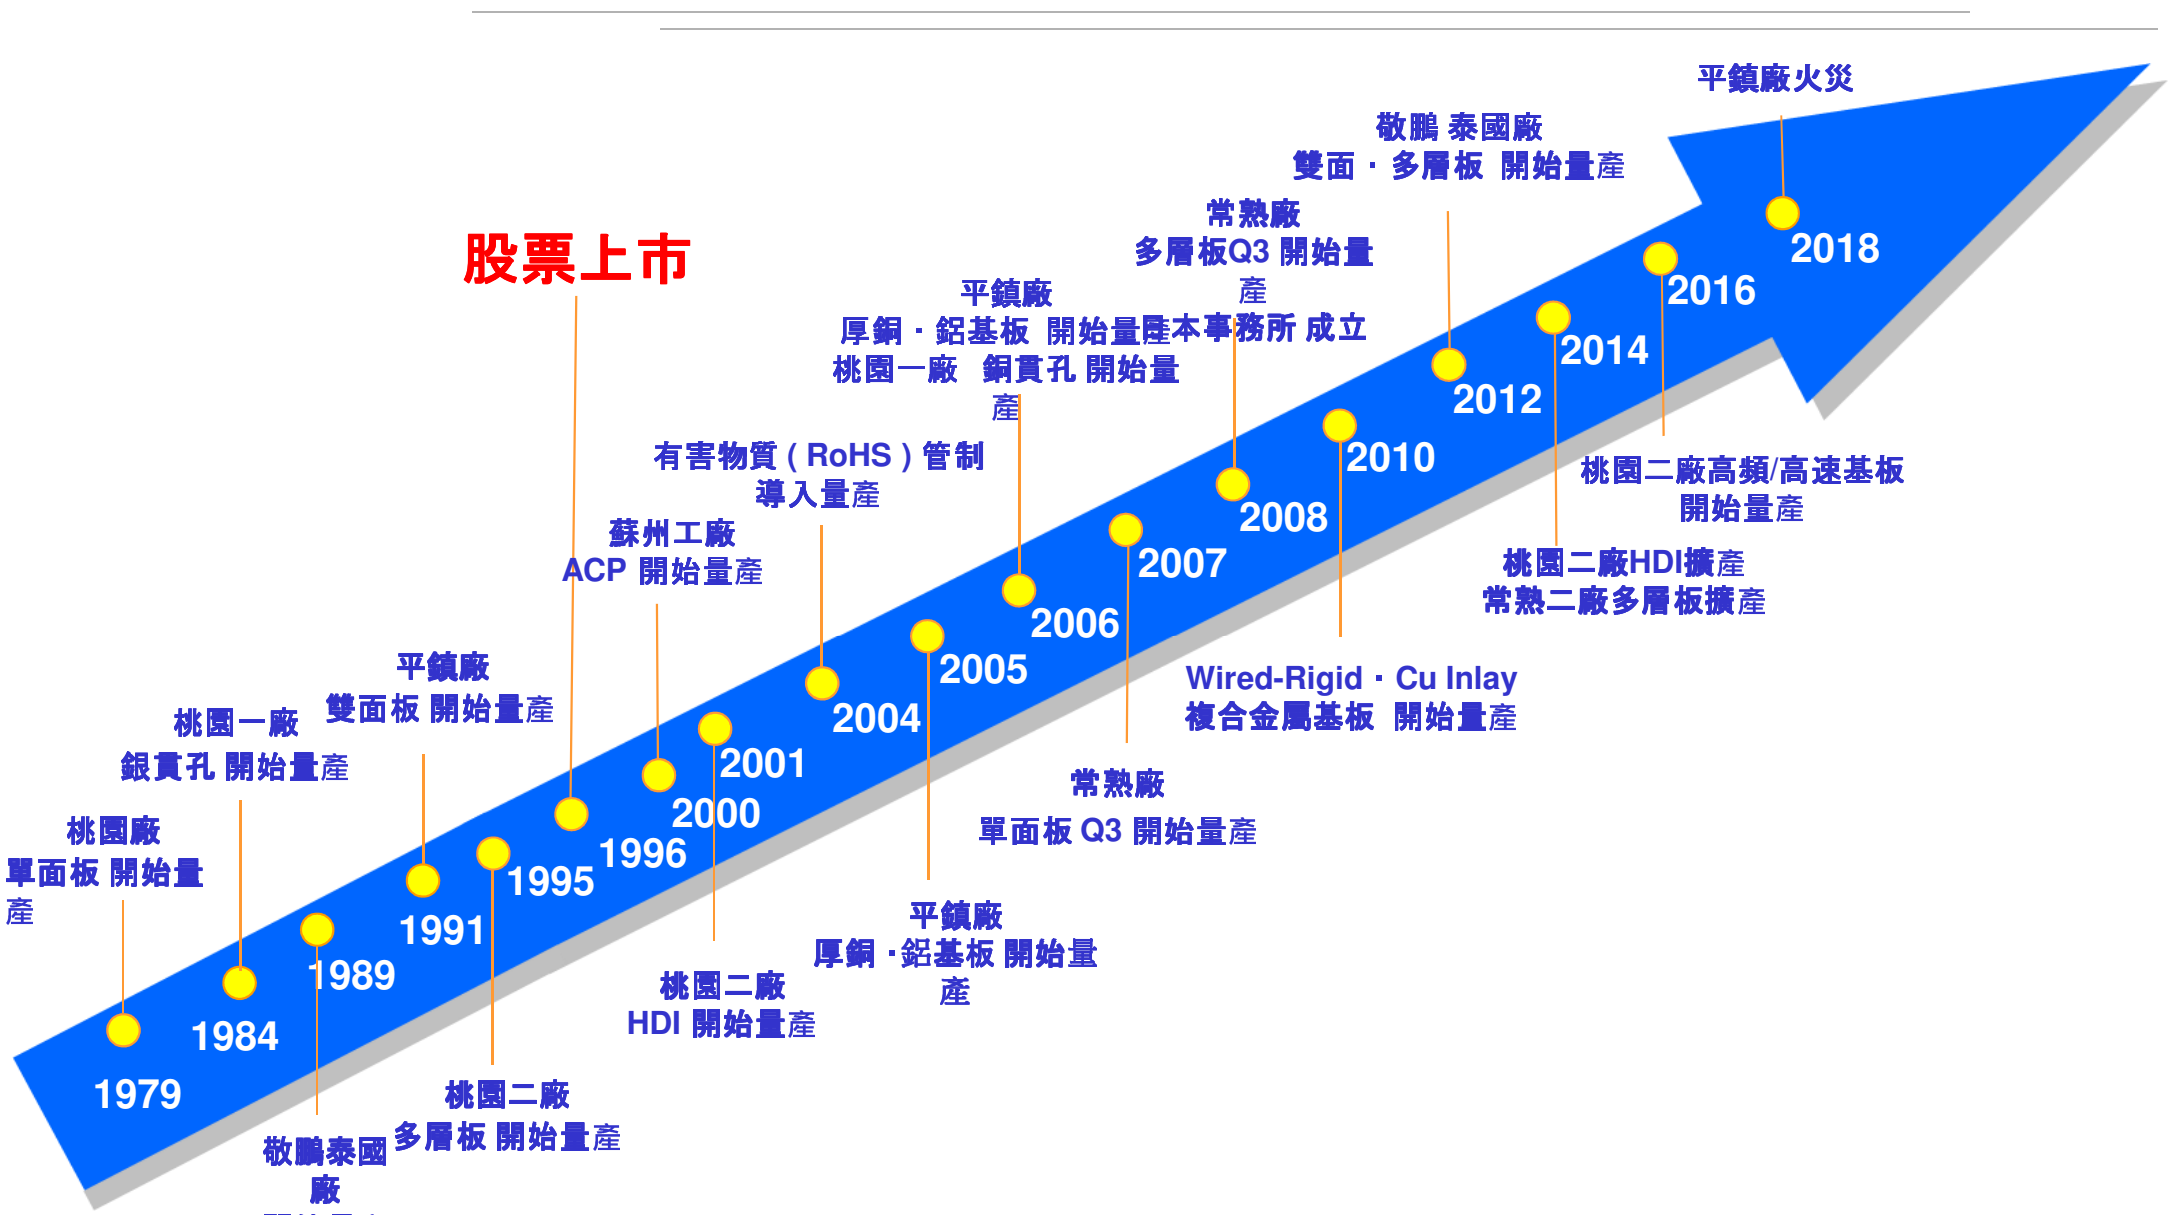 平鎮廠火災
2018
敬鵬 泰國廠
雙面‧多層板 開始量產
2012
常熟廠
多層板Q3 開始量
產
日本事務所 成立
2008
股票上市
1996
平鎮廠
厚銅‧鋁基板 開始量產
桃園一廠 銅貫孔 開始量
產
2006
有害物質 ( RoHS ) 管制
導入量產
2004
蘇州工廠
ACP 開始量產
2000
平鎮廠
雙面板 開始量產
1991
桃園一廠
銀貫孔 開始量產
1984
桃園廠
單面板 開始量
產
1979
2016
桃園二廠高頻/高速基板
開始量產
2014
桃園二廠HDI擴產
常熟二廠多層板擴產
2010
Wired-Rigid‧Cu Inlay
複合金屬基板 開始量產
2007
常熟廠
單面板 Q3 開始量產
2005
平鎮廠
厚銅‧鋁基板 開始量
產
2001
桃園二廠
HDI 開始量產
1995
桃園二廠
多層板 開始量產
1989
敬鵬泰國
廠